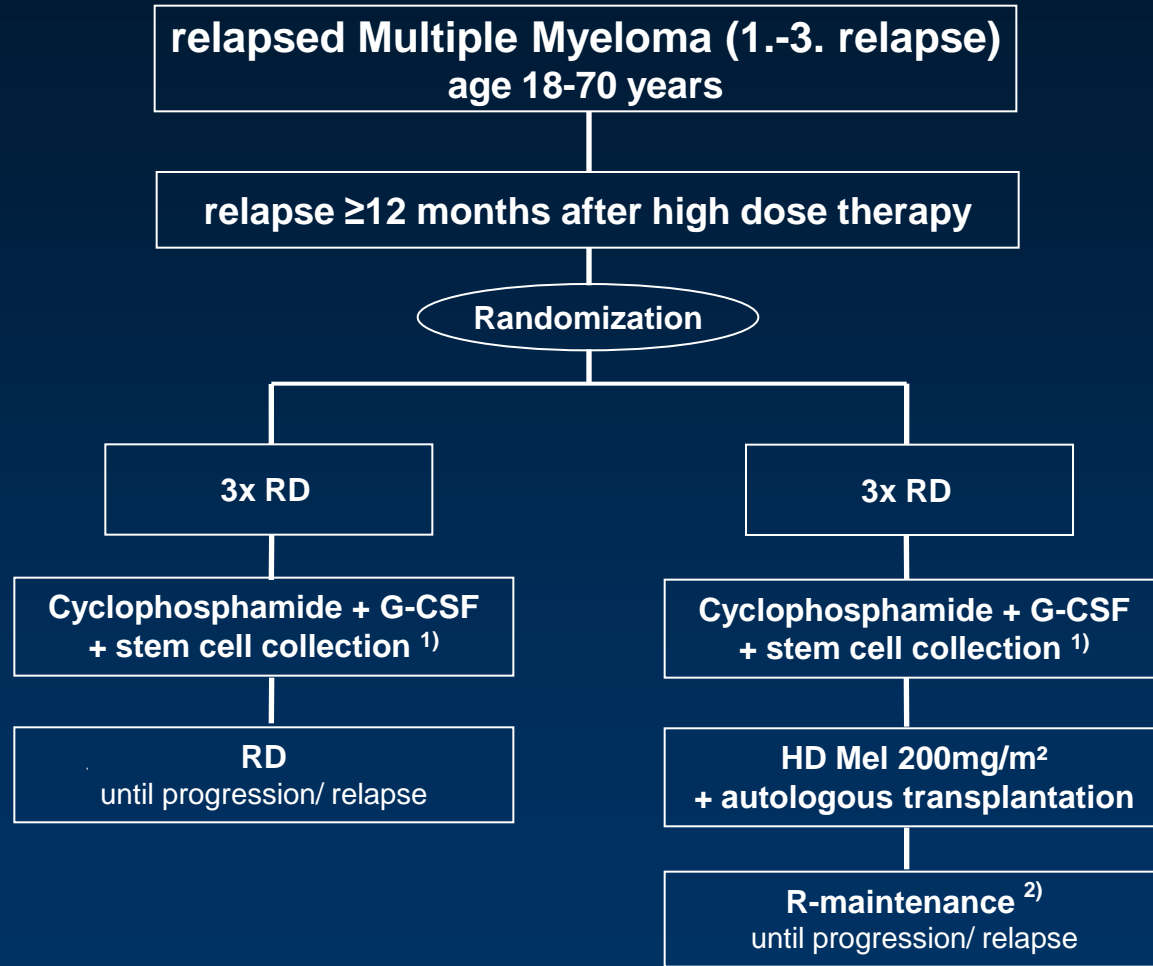 relapsed Multiple Myeloma (1.-3. relapse)
age 18-70 years
relapse ≥12 months after high dose therapy
Randomization
3x RD
Cyclophosphamide + G-CSF
+ stem cell collection ¹⁾
RD
until progression/ relapse
3x RD
Cyclophosphamide + G-CSF
+ stem cell collection ¹⁾
HD Mel 200mg/m²
+ autologous transplantation
R-maintenance ²⁾
until progression/ relapse